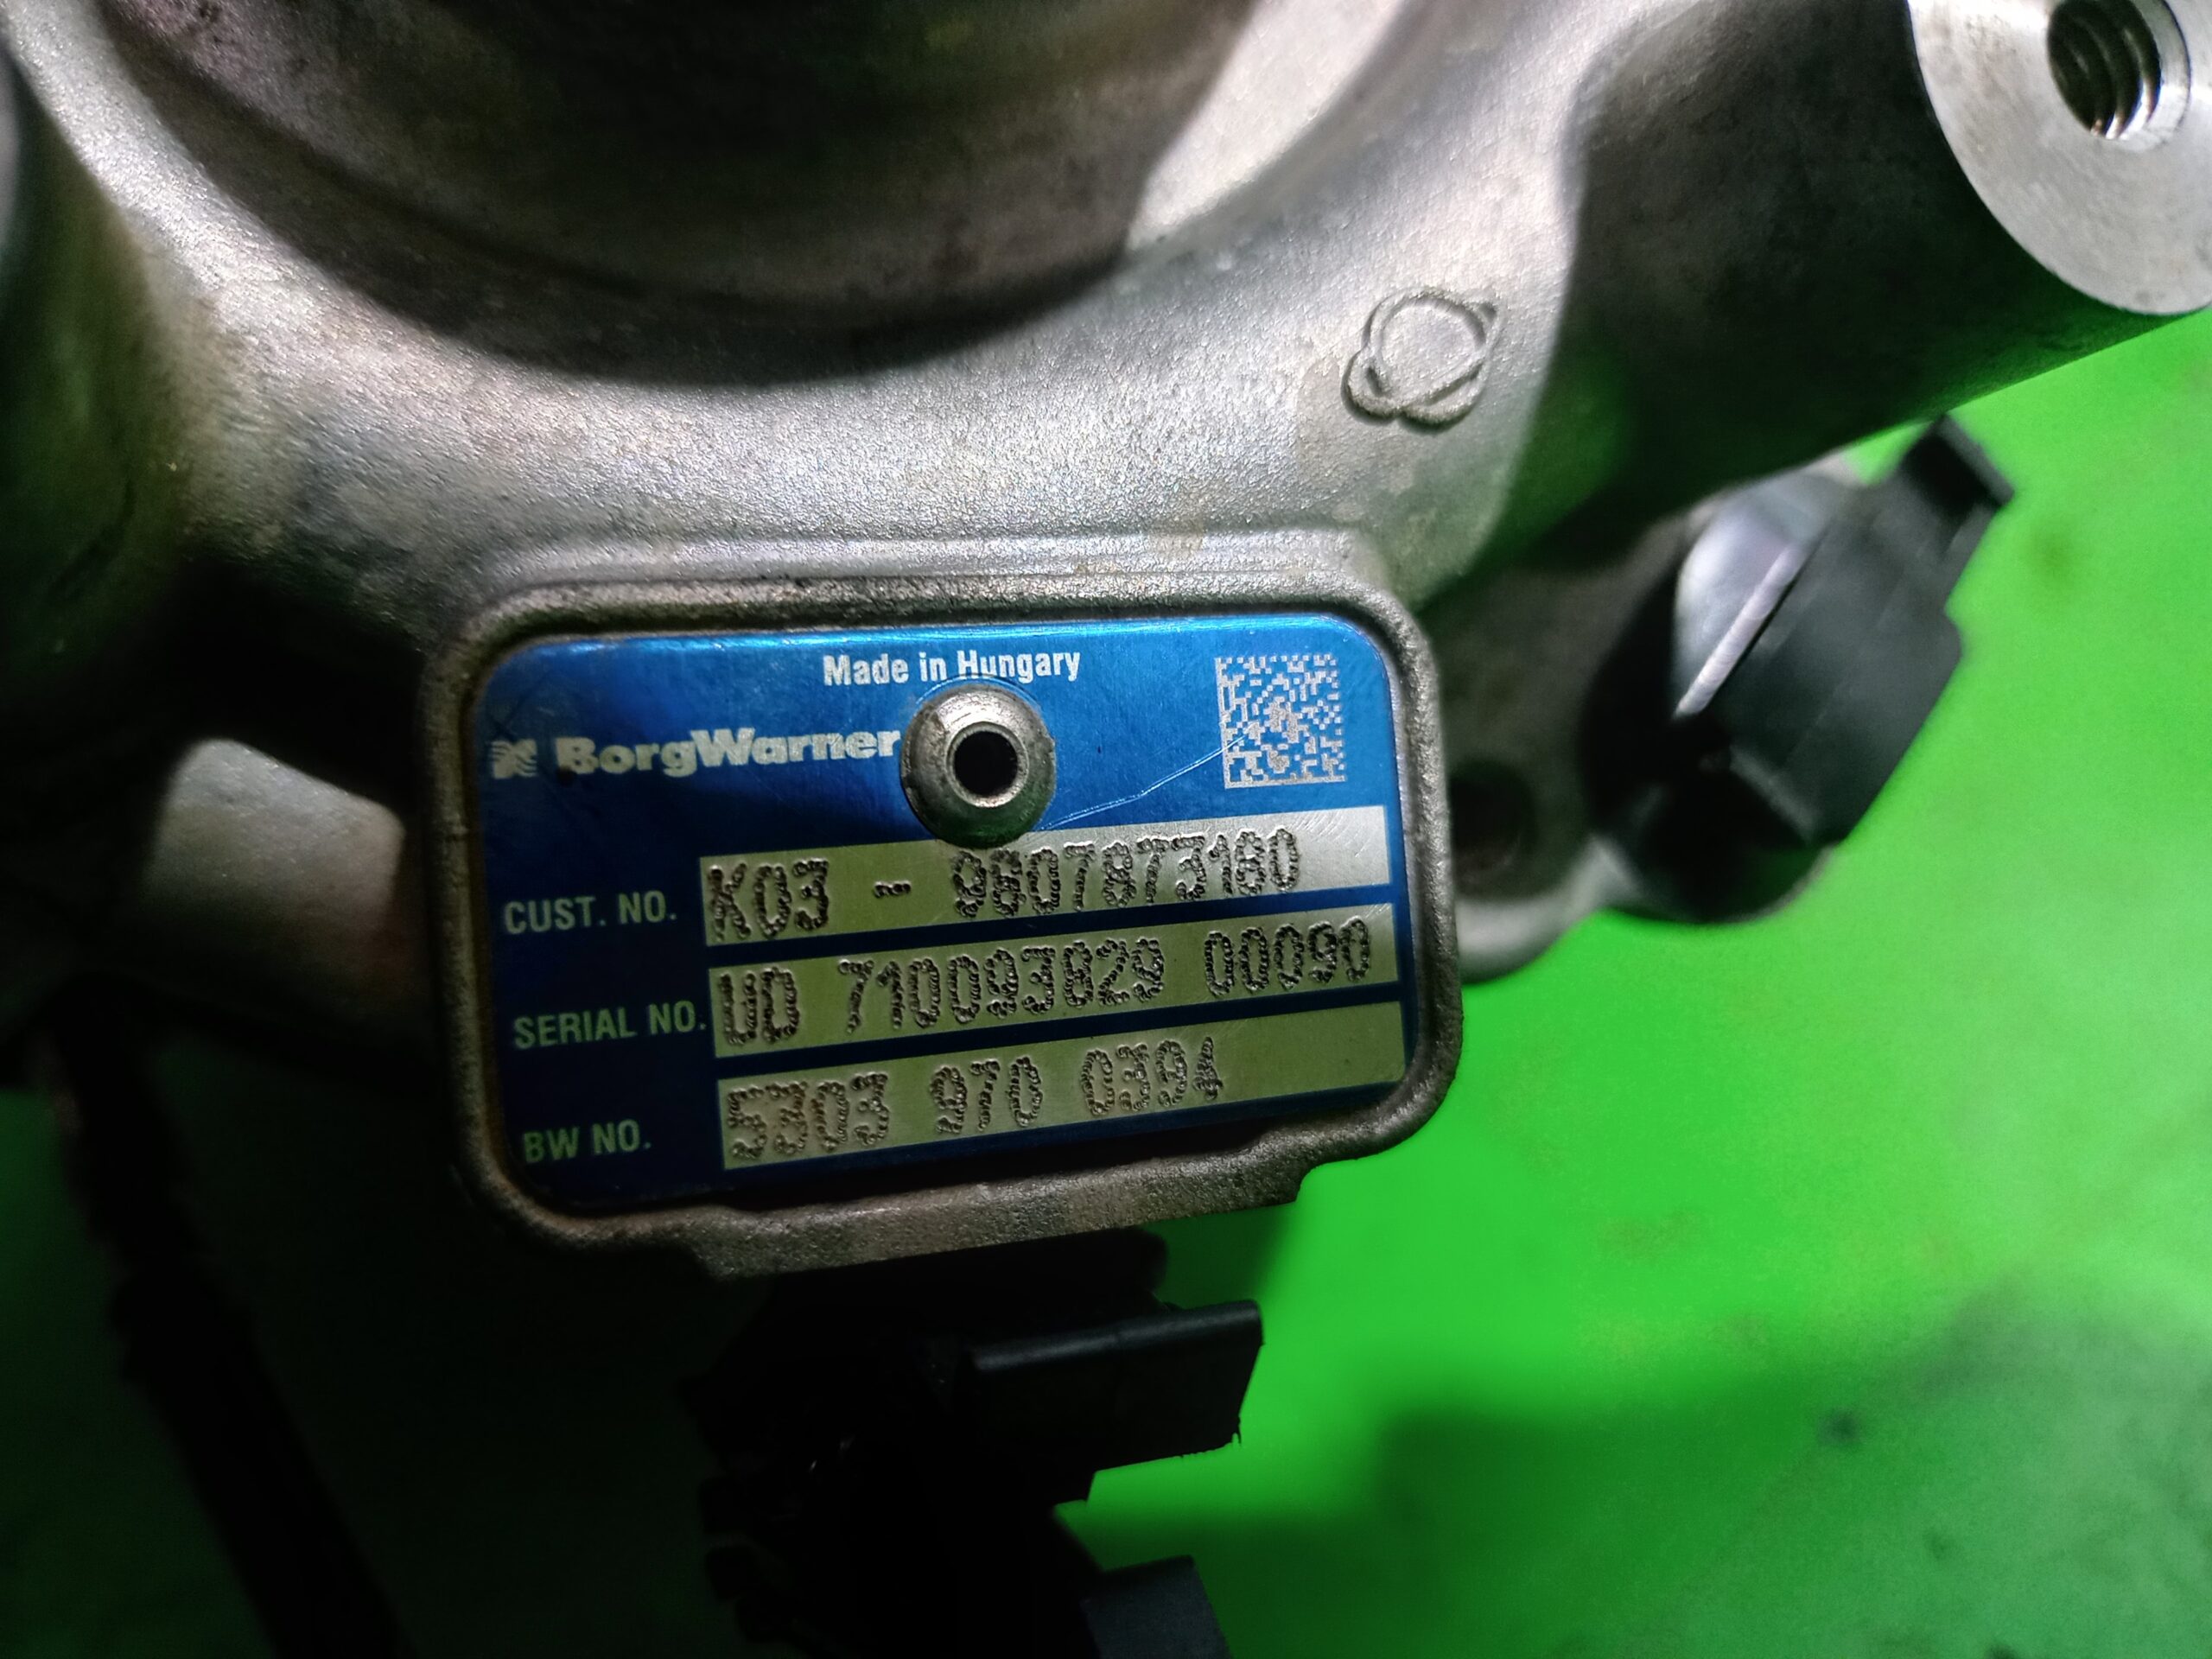 Made in Hungary
BorgWarner
CUST. NO. K03 - 9807873180
SERIAL NO. UD 710093829 00090
BW NO. 5303 970 0394